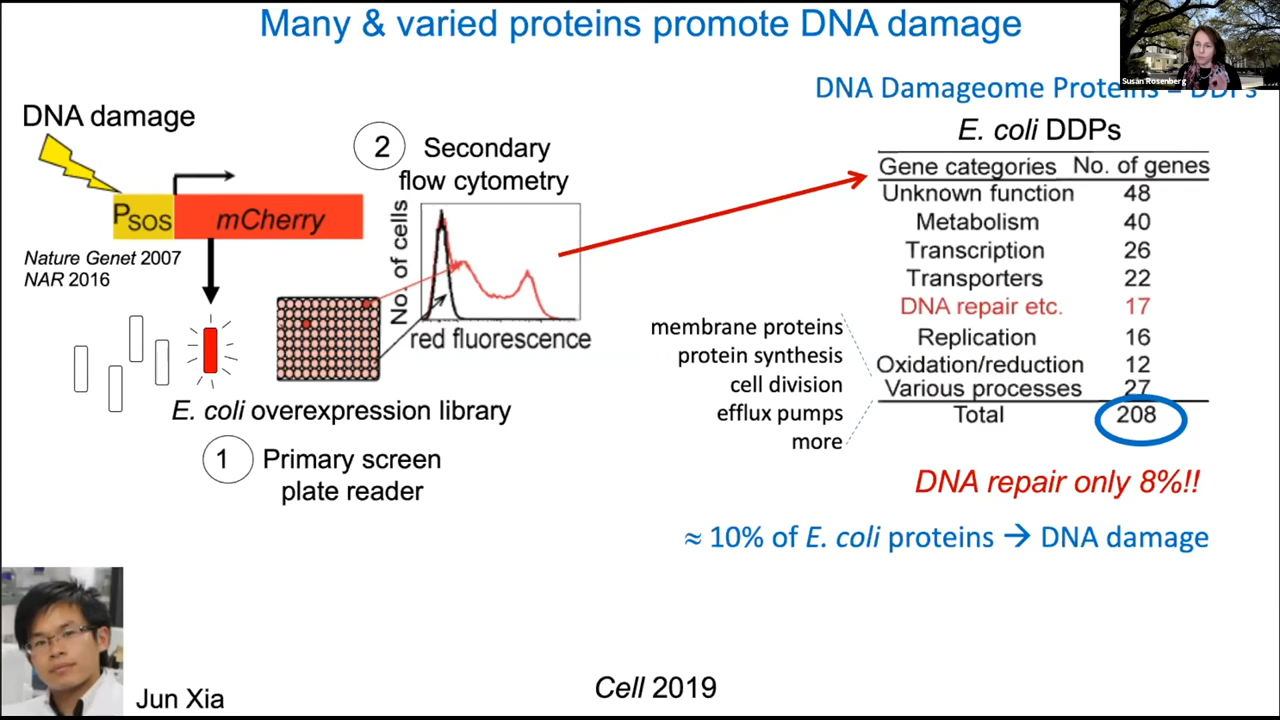 Many & varied proteins promote DNA damage
Susan Rosenberg
DNA Damageome Proteins = DDPs
DNA damage
PSOS
mCherry
Nature Genet 2007
NAR 2016
2
Secondary
flow cytometry
No. of cells
red fluorescence
E. coli overexpression library
1
Primary screen
plate reader
E. coli DDPs
Gene categories No. of genes
Unknown function 48
Metabolism 40
Transcription 26
Transporters 22
DNA repair etc. 17
Replication 16
Oxidation/reduction 12
Various processes 27
Total 208
membrane proteins
protein synthesis
cell division
efflux pumps
more
DNA repair only 8%!!
≈ 10% of E. coli proteins → DNA damage
Jun Xia
Cell 2019